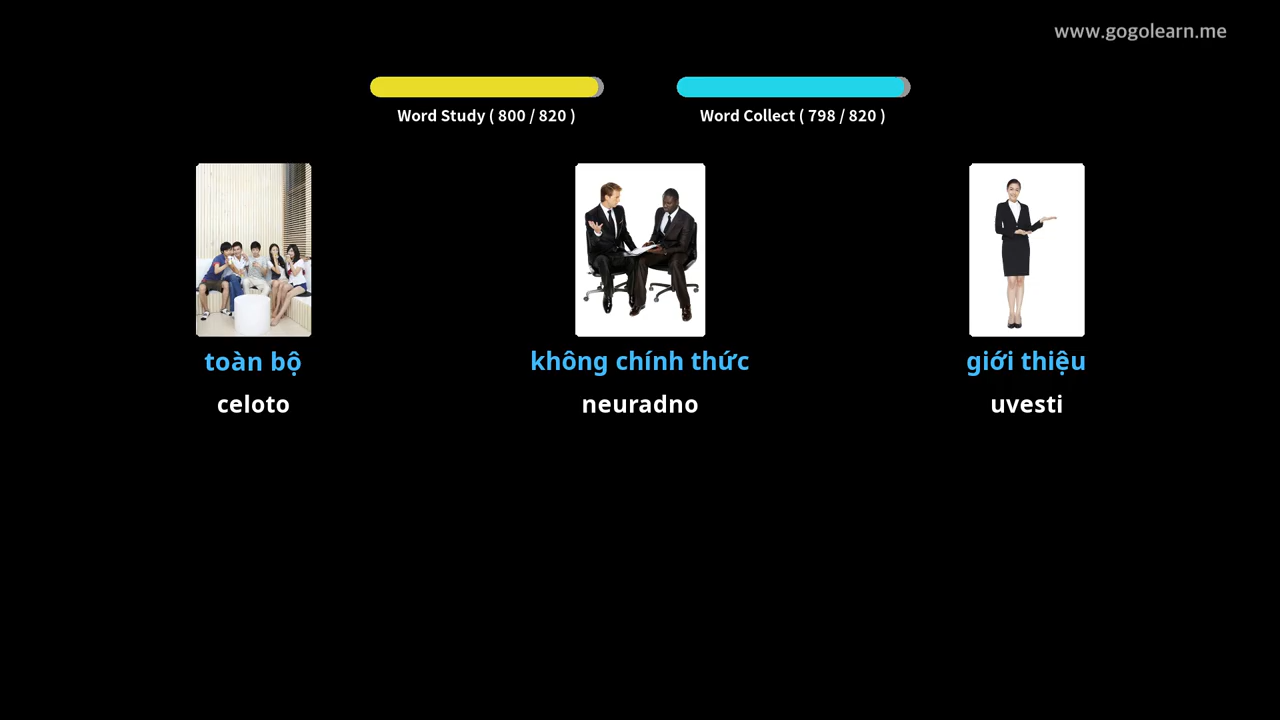 www.gogolearn.me
Word Study ( 800 / 820 )
Word Collect ( 798 / 820 )
toàn bộ
không chính thức
giới thiệu
celoto
neuradno
uvesti